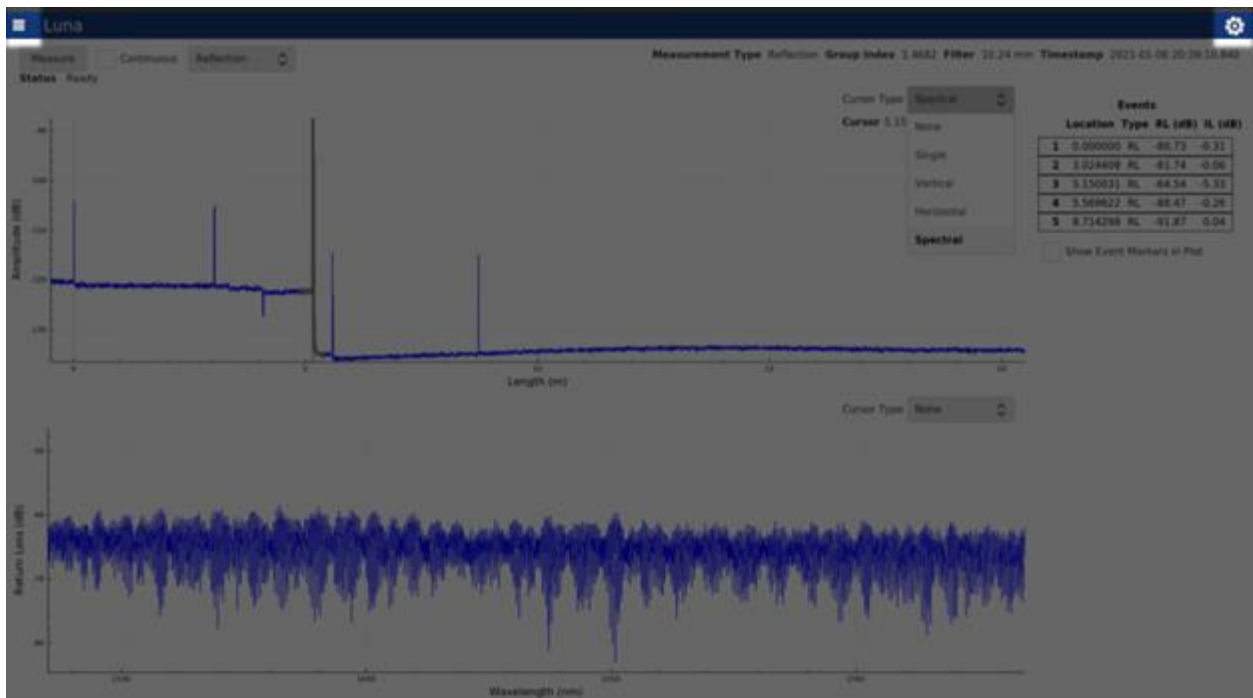 Luna
Measure Continuous Reflection Measurement Type Reflection Group Index 1.4682 Filter 10.24 mm Timestamp
Status Ready
Cursor Type Spectral
Cursor 5.15
None
Single
Vertical
Horizontal
Spectral
Events
Location Type RL (dB) IL (dB)
1 0.000000 RL -80.73 -0.31
2 3.024408 RL -81.74 -0.06
3 5.150031 RL -64.54 -5.33
4 5.569622 RL -88.47 -0.26
5 8.714298 RL -91.87 0.04
Show Event Markers in Plot
Amplitude (dB)
Length (m)
Cursor Type None
Return Loss (dB)
Wavelength (nm)